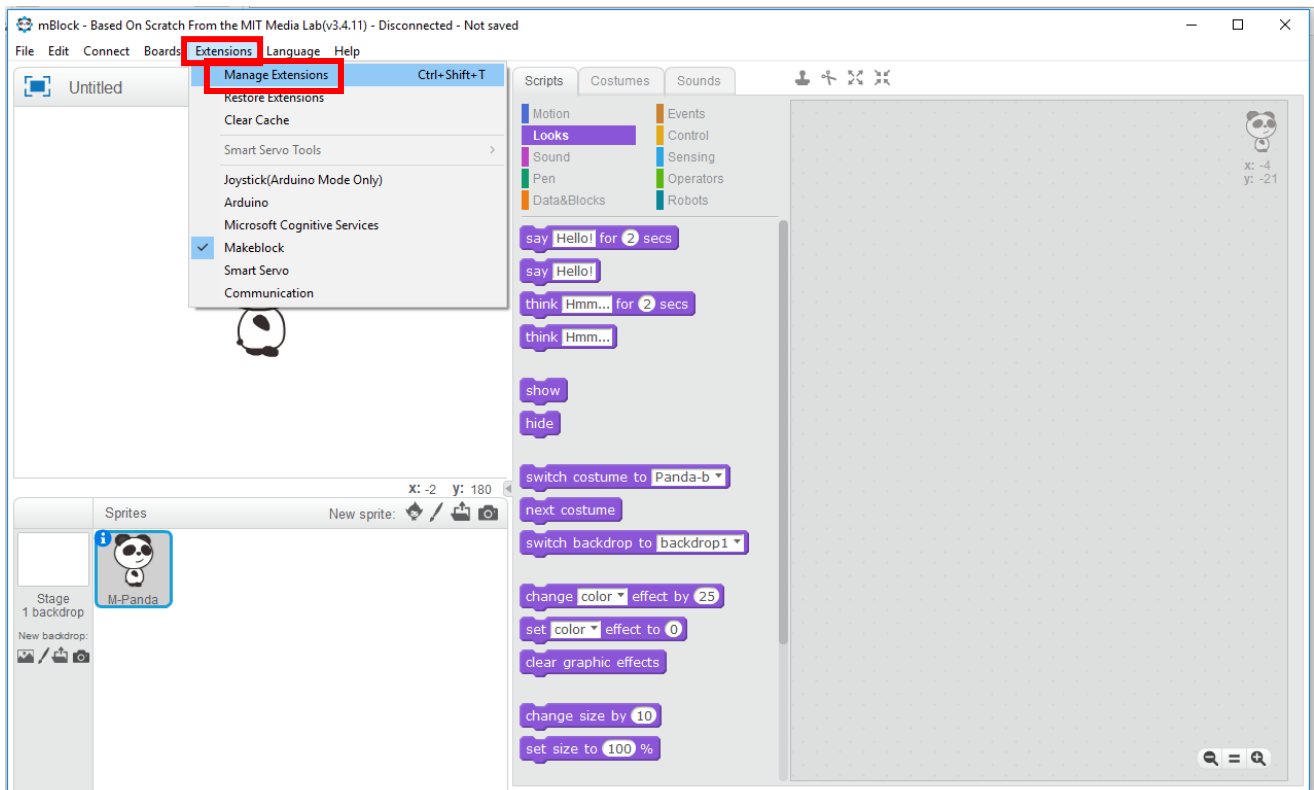 mBlock - Based On Scratch From the MIT Media Lab(v3.4.11) - Disconnected - Not saved
File Edit Connect Boards Extensions Language Help
Untitled
Manage Extensions Ctrl+Shift+T
Restore Extensions
Clear Cache
Smart Servo Tools
Joystick(Arduino Mode Only)
Arduino
Microsoft Cognitive Services
Makeblock
Smart Servo
Communication
x: -2 y: 180
Sprites New sprite:
Stage
1 backdrop
New backdrop:
M-Panda
Scripts Costumes Sounds
Motion Events
Looks Control
Sound Sensing
Pen Operators
Data&Blocks Robots
say Hello! for 2 secs
say Hello!
think Hmm... for 2 secs
think Hmm...
show
hide
switch costume to Panda-b
next costume
switch backdrop to backdrop1
change color effect by 25
set color effect to 0
clear graphic effects
change size by 10
set size to 100 %
x: -4
y: -21